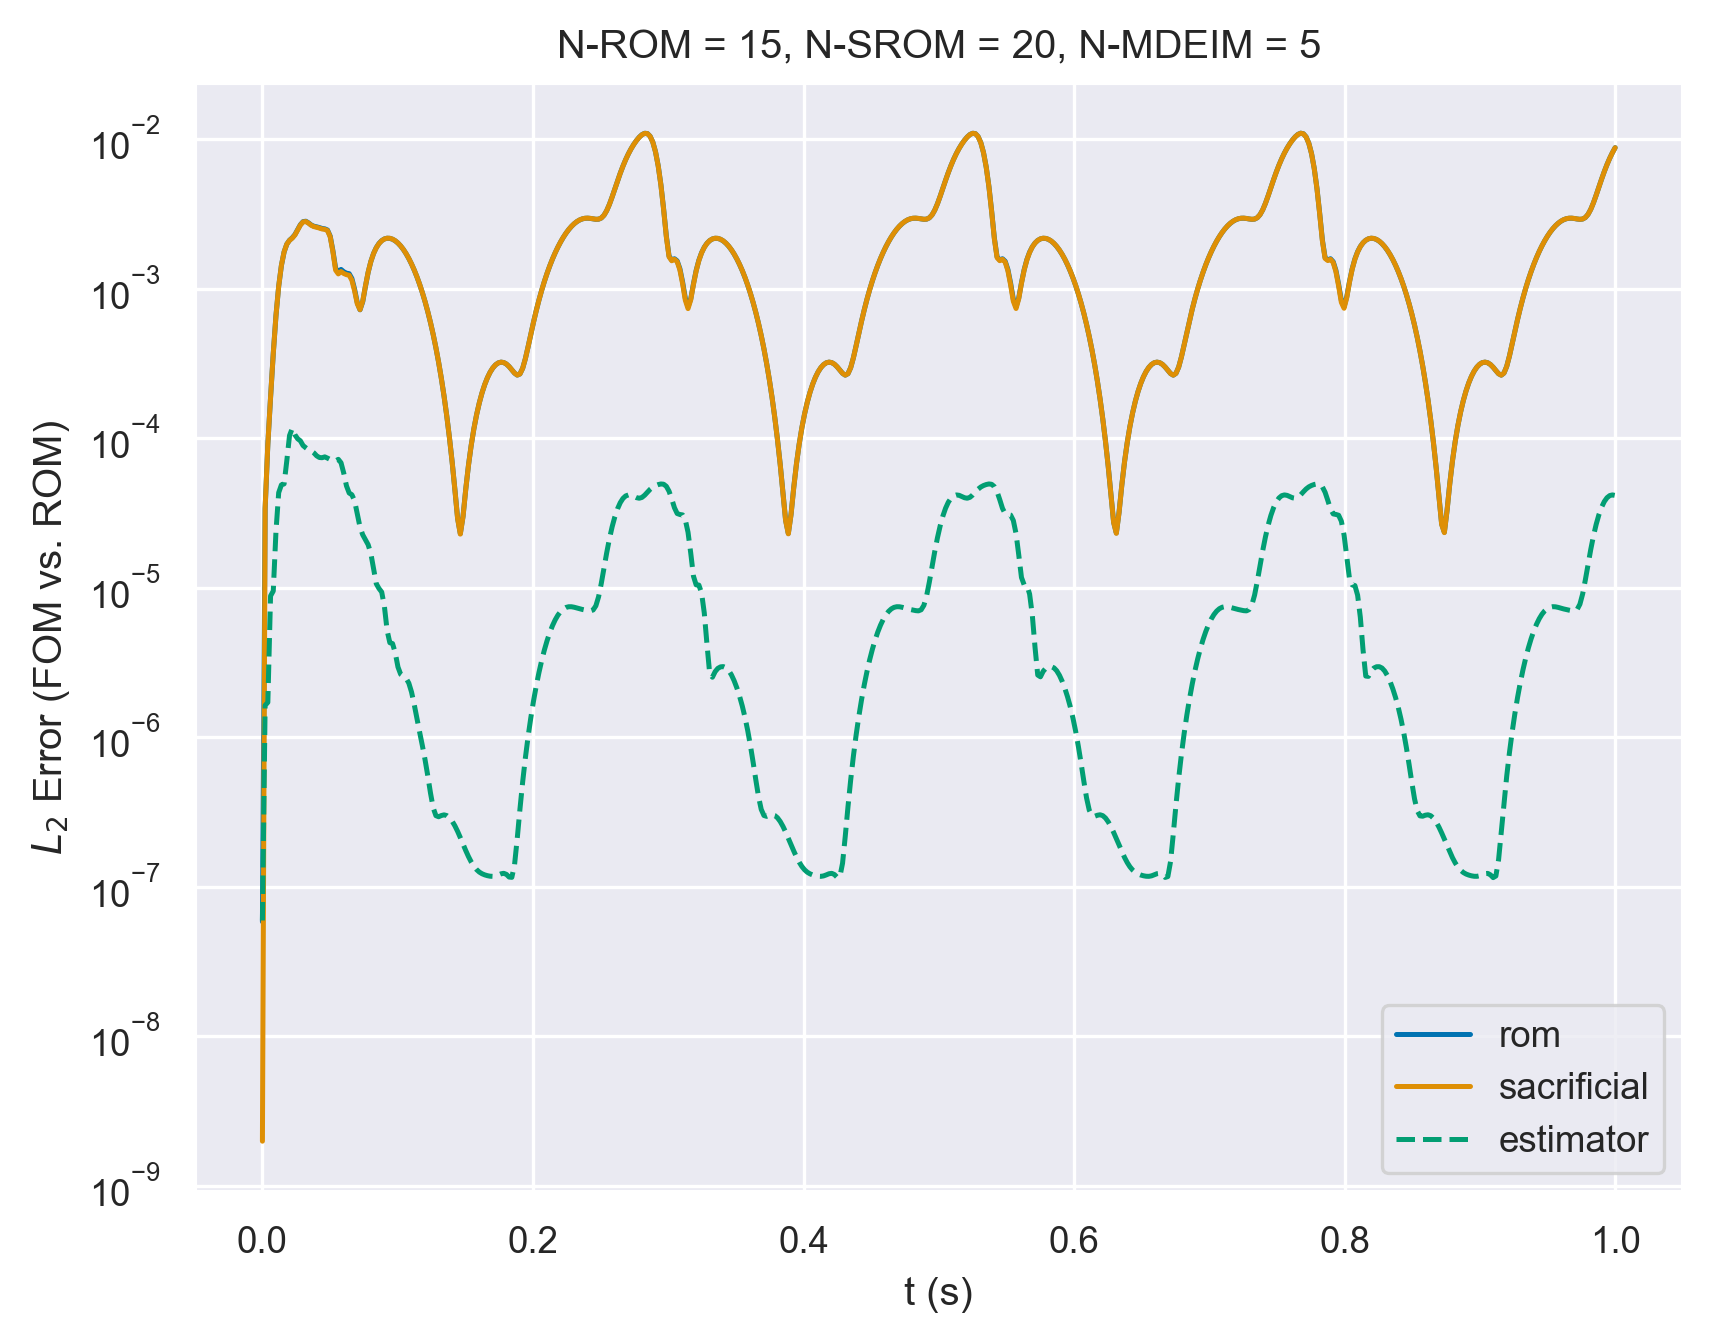 N-ROM = 15, N-SROM = 20, N-MDEIM = 5
L₂ Error (FOM vs. ROM)
10⁻²
10⁻³
10⁻⁴
10⁻⁵
10⁻⁶
10⁻⁷
10⁻⁸
10⁻⁹
rom
sacrificial
estimator
0.0 0.2 0.4 0.6 0.8 1.0
t (s)